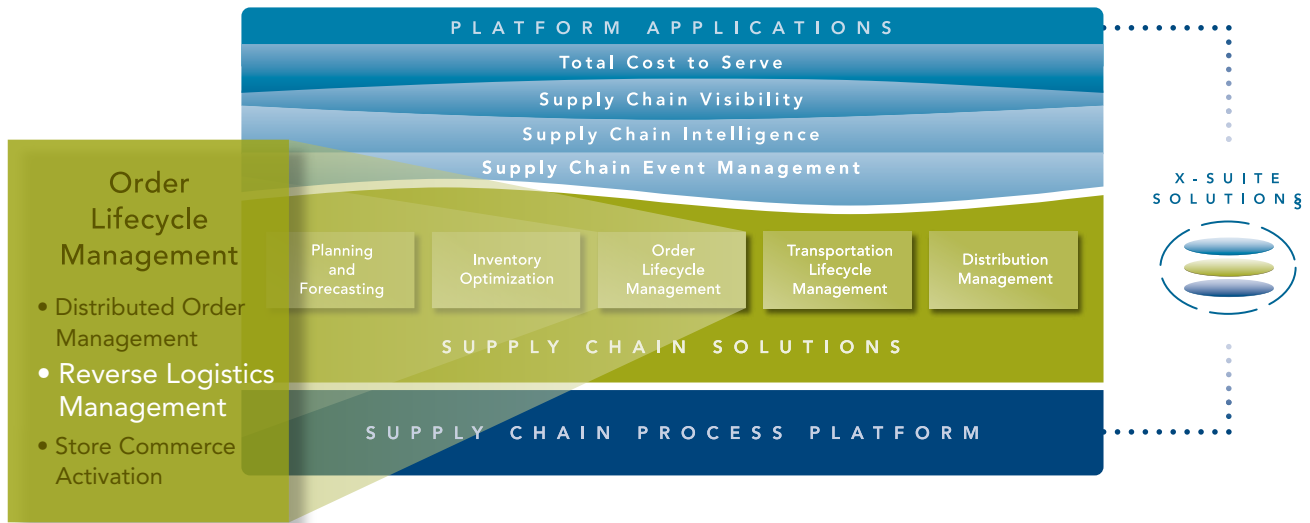 PLATFORM APPLICATIONS
Total Cost to Serve
Supply Chain Visibility
Supply Chain Intelligence
Supply Chain Event Management
Order
Lifecycle
Management
• Distributed Order
Management
• Reverse Logistics
Management
• Store Commerce
Activation
Planning
and
Forecasting
Inventory
Optimization
Order
Lifecycle
Management
Transportation
Lifecycle
Management
Distribution
Management
SUPPLY CHAIN SOLUTIONS
SUPPLY CHAIN PROCESS PLATFORM
X-SUITE
SOLUTION§